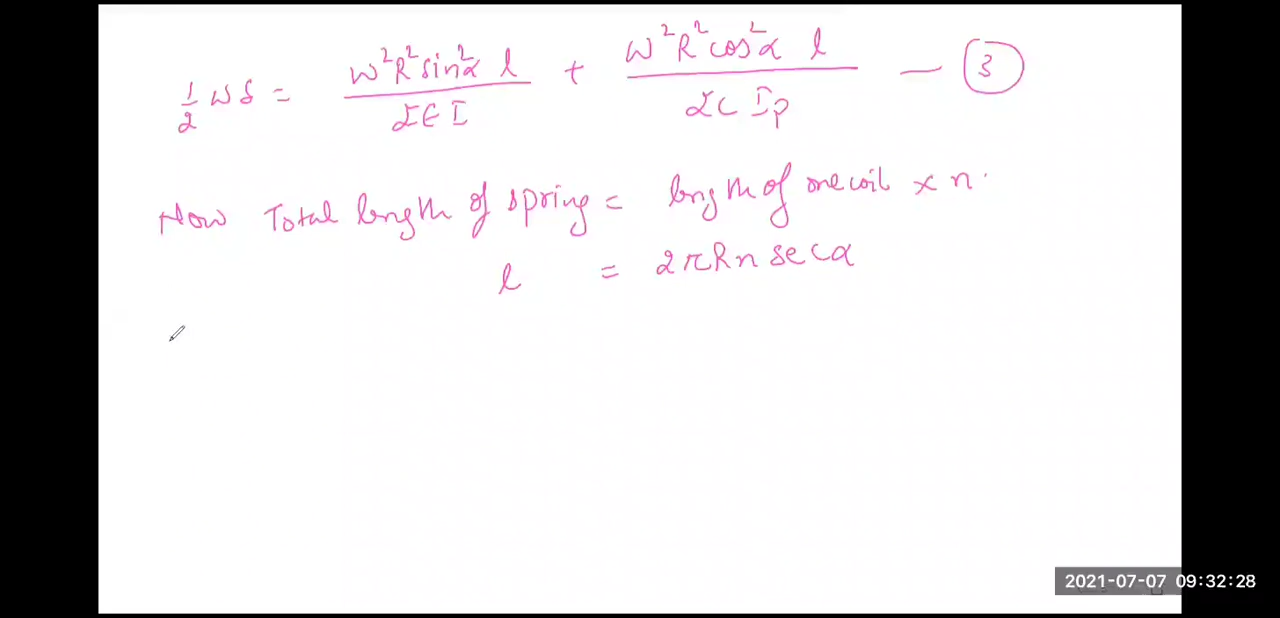 ½ W δ = W²R²sin²α l / 2EI + W²R²cos²α l / 2C Ip — ③
Now Total length of spring = length of one coil × n.
l = 2πRn secα
2021-07-07 09:32:28